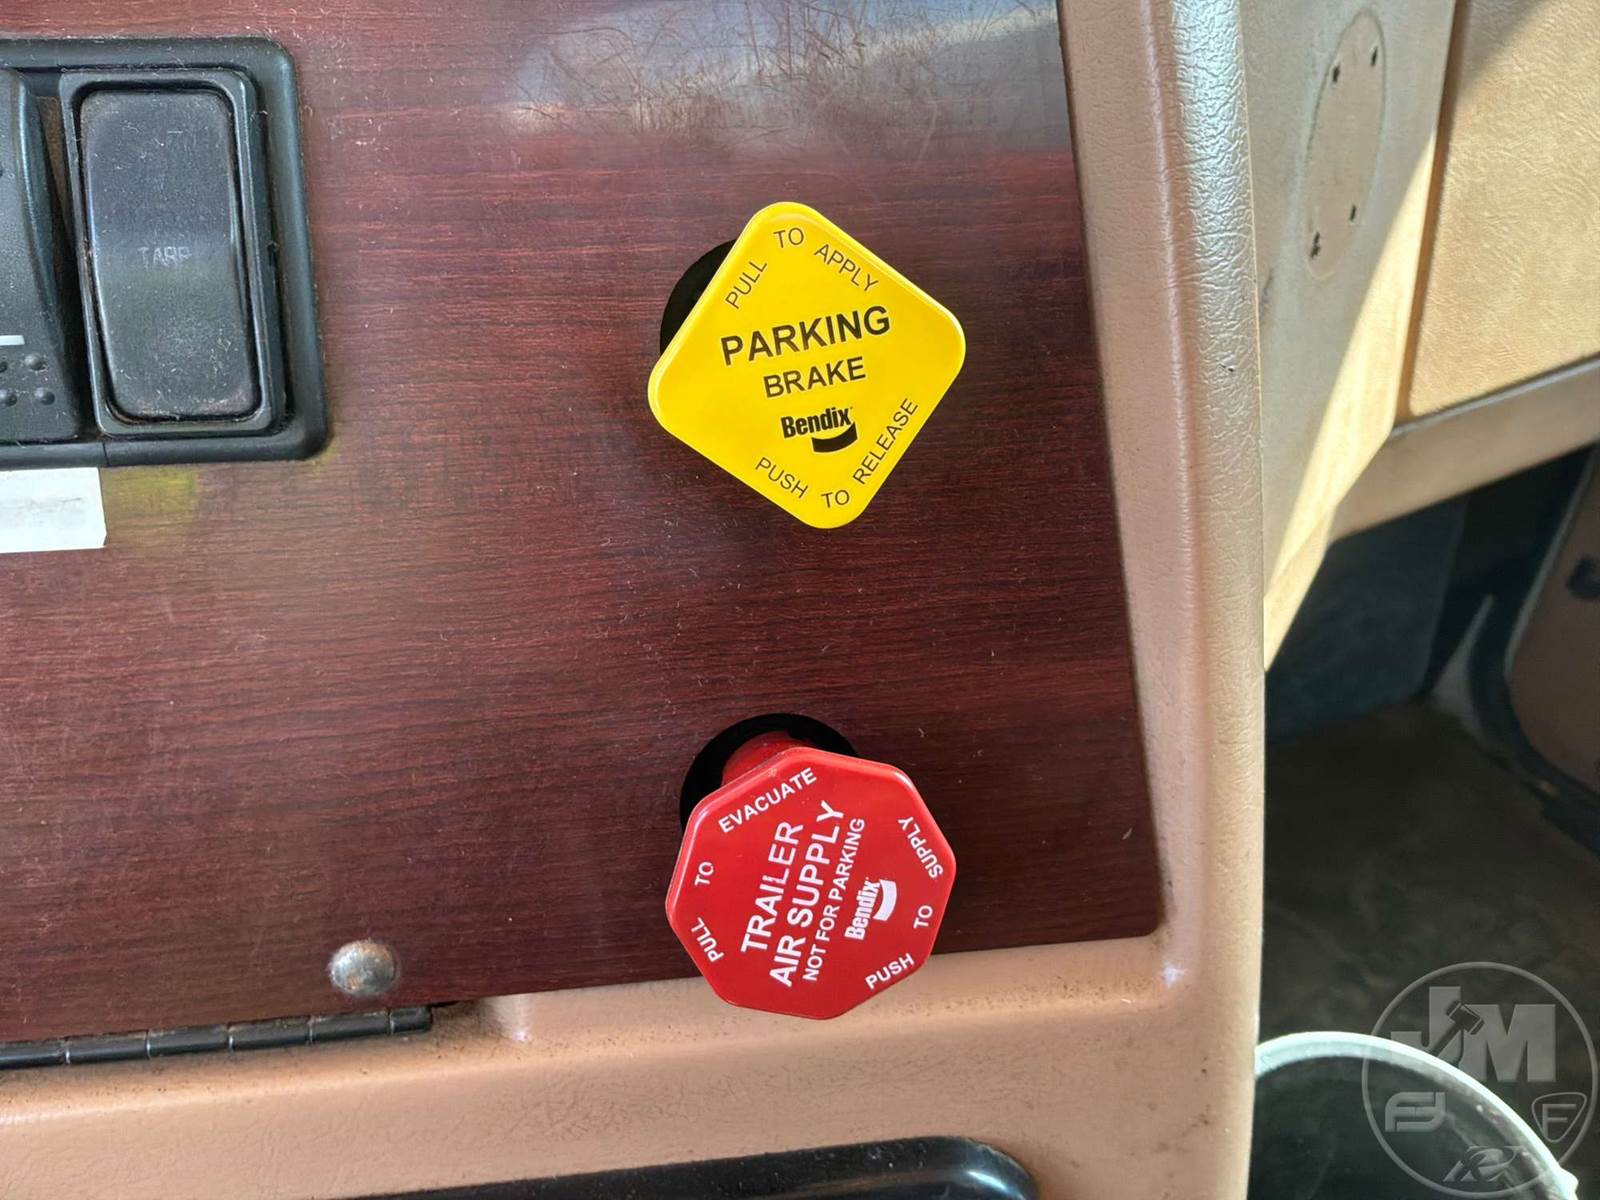 TARP
PULL TO APPLY
PARKING
BRAKE
Bendix
PUSH TO RELEASE
PULL TO EVACUATE
TRAILER
AIR SUPPLY
NOT FOR PARKING
Bendix
PUSH TO SUPPLY
JM